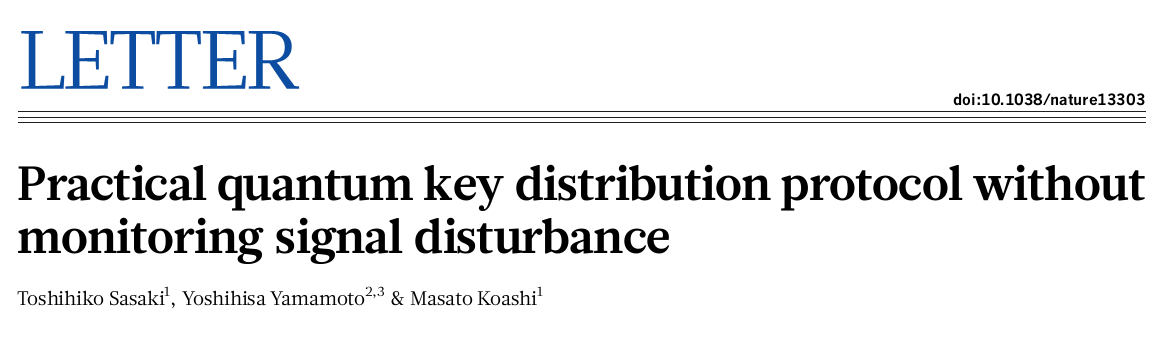 LETTER
doi:10.1038/nature13303
Practical quantum key distribution protocol without
monitoring signal disturbance
Toshihiko Sasaki1, Yoshihisa Yamamoto2,3 & Masato Koashi1